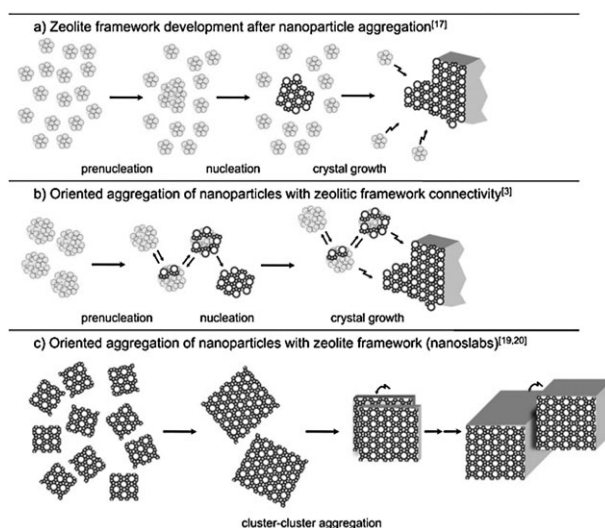 a) Zeolite framework development after nanoparticle aggregation[17]
prenucleation nucleation crystal growth
b) Oriented aggregation of nanoparticles with zeolitic framework connectivity[3]
prenucleation nucleation crystal growth
c) Oriented aggregation of nanoparticles with zeolite framework (nanoslabs)[19,20]
cluster-cluster aggregation